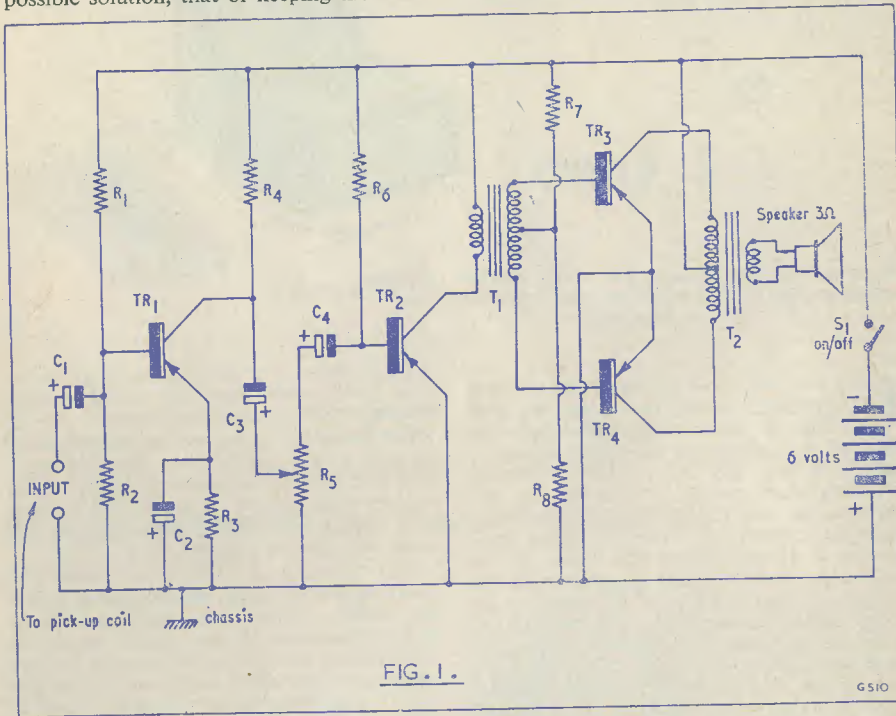 possible solution, that of keeping
R1
R4
R6
R7
TR3
Speaker 3Ω
TR1
C4
TR2
T1
T2
S1
on/off
C1
+
+
C3
+
TR4
-
6 volts
+
INPUT
R2
R5
R8
C2
+
R3
To pick-up coil
chassis
FIG.1.
G510